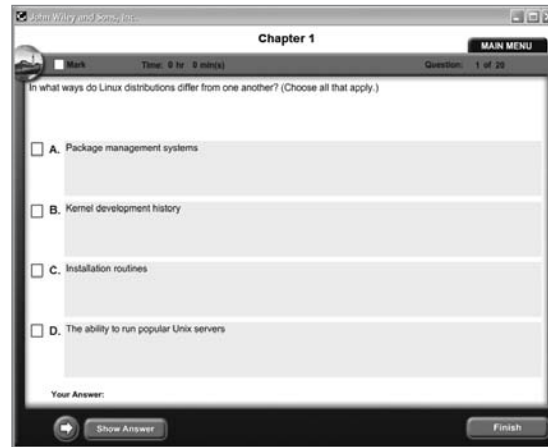 John Wiley and Sons, Inc.
Chapter 1
MAIN MENU
Mark
Time: 0 hr 0 min(s)
Question: 1 of 20
In what ways do Linux distributions differ from one another? (Choose all that apply.)
A. Package management systems
B. Kernel development history
C. Installation routines
D. The ability to run popular Unix servers
Your Answer:
Show Answer
Finish